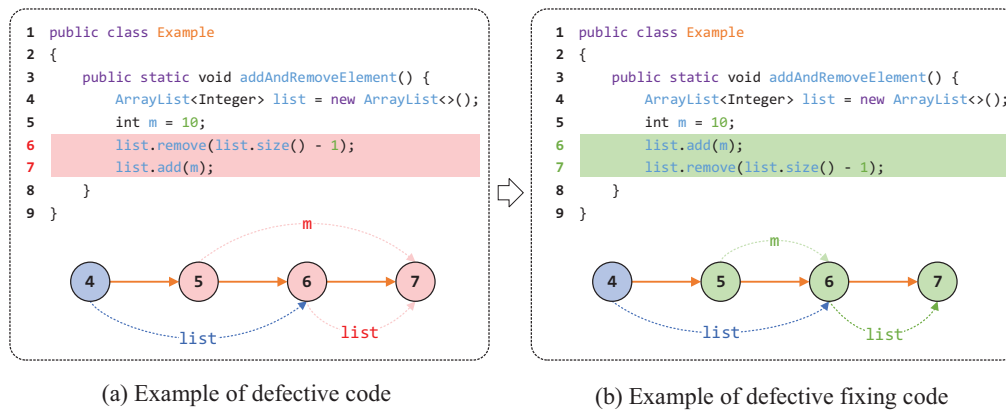 1 public class Example
2 {
3 public static void addAndRemoveElement() {
4 ArrayList<Integer> list = new ArrayList<>();
5 int m = 10;
6 list.remove(list.size() - 1);
7 list.add(m);
8 }
9 }
m
4 5 6 7
list
list
(a) Example of defective code
1 public class Example
2 {
3 public static void addAndRemoveElement() {
4 ArrayList<Integer> list = new ArrayList<>();
5 int m = 10;
6 list.add(m);
7 list.remove(list.size() - 1);
8 }
9 }
m
4 5 6 7
list
list
(b) Example of defective fixing code